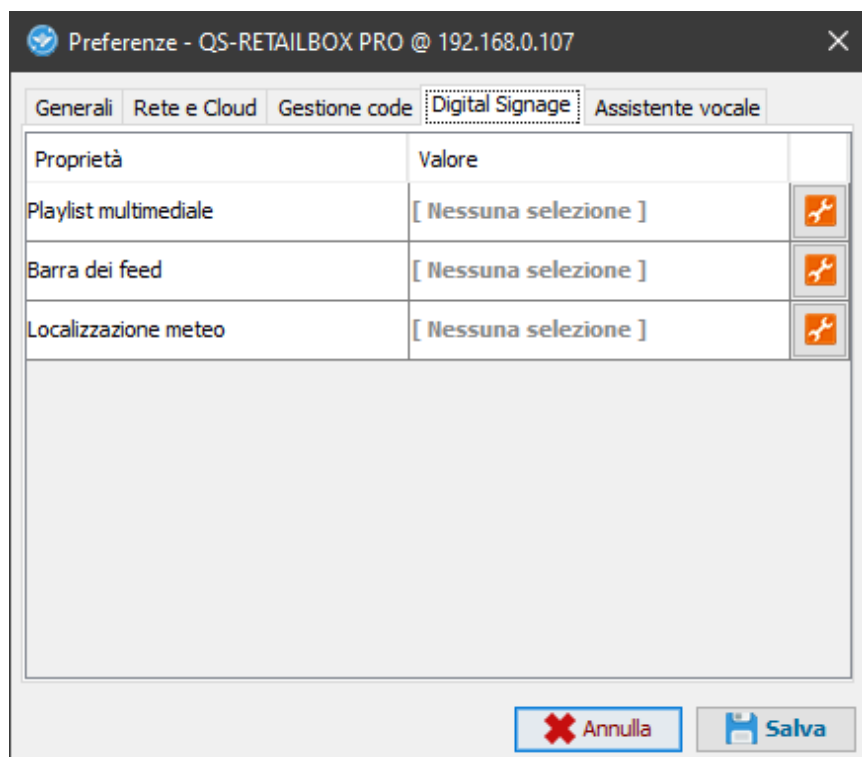 Preferenze - QS-RETAILBOX PRO @ 192.168.0.107
Generali Rete e Cloud Gestione code Digital Signage Assistente vocale
Proprietà Valore
Playlist multimediale [ Nessuna selezione ]
Barra dei feed [ Nessuna selezione ]
Localizzazione meteo [ Nessuna selezione ]
Annulla Salva